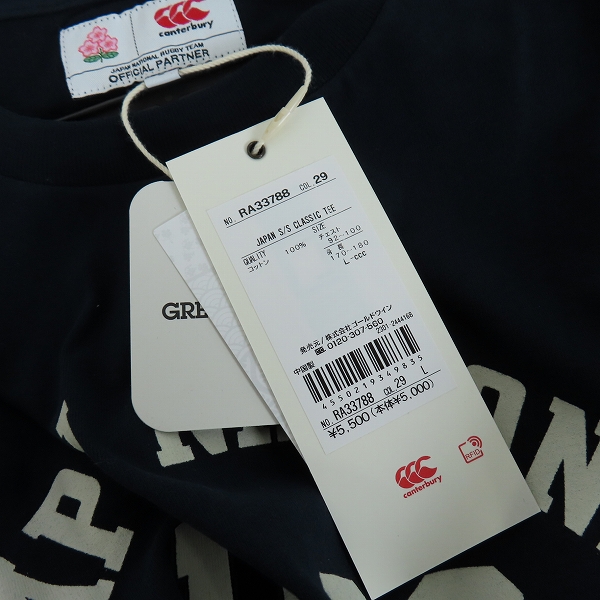 canterbury
JAPAN NATIONAL RUGBY TEAM
OFFICIAL PARTNER
NO. RA33788 COL. 29
JAPAN S/S CLASSIC TEE
QUALITY
コットン 100%
SIZE
チェスト
92~100
身長
170~180
L-CCC
発売元/株式会社ゴールドウイン
0120-307-560
2301 2A44168
中国製
4550219349835
NO. RA33788 COL 29 L
¥5,500(本体¥5,000)
RFID
canterbury
GRE